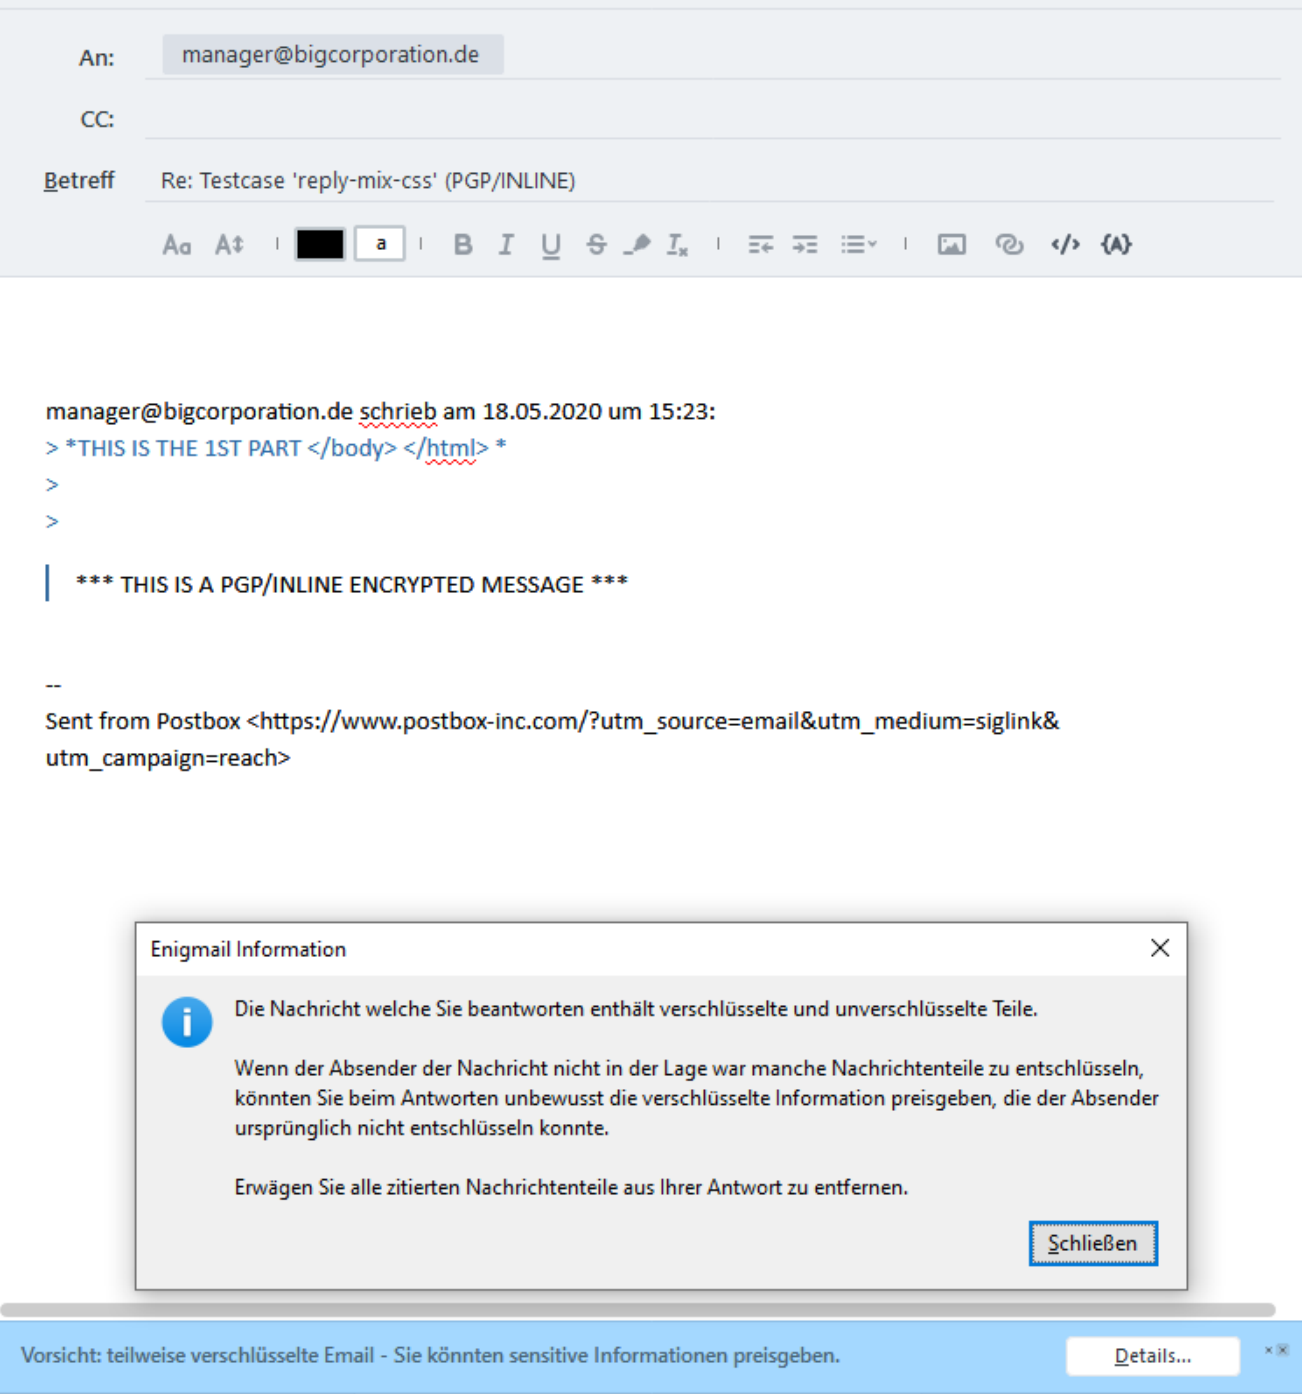 An: manager@bigcorporation.de
CC:
Betreff Re: Testcase 'reply-mix-css' (PGP/INLINE)
Aa A a B I U S I x </> {A}
manager@bigcorporation.de schrieb am 18.05.2020 um 15:23:
> *THIS IS THE 1ST PART </body> </html> *
>
>
*** THIS IS A PGP/INLINE ENCRYPTED MESSAGE ***
--
Sent from Postbox <https://www.postbox-inc.com/?utm_source=email&utm_medium=siglink&
utm_campaign=reach>
Enigmail Information
Die Nachricht welche Sie beantworten enthält verschlüsselte und unverschlüsselte Teile.
Wenn der Absender der Nachricht nicht in der Lage war manche Nachrichtenteile zu entschlüsseln,
könnten Sie beim Antworten unbewusst die verschlüsselte Information preisgeben, die der Absender
ursprünglich nicht entschlüsseln konnte.
Erwägen Sie alle zitierten Nachrichtenteile aus Ihrer Antwort zu entfernen.
Schließen
Vorsicht: teilweise verschlüsselte Email - Sie könnten sensitive Informationen preisgeben.
Details...